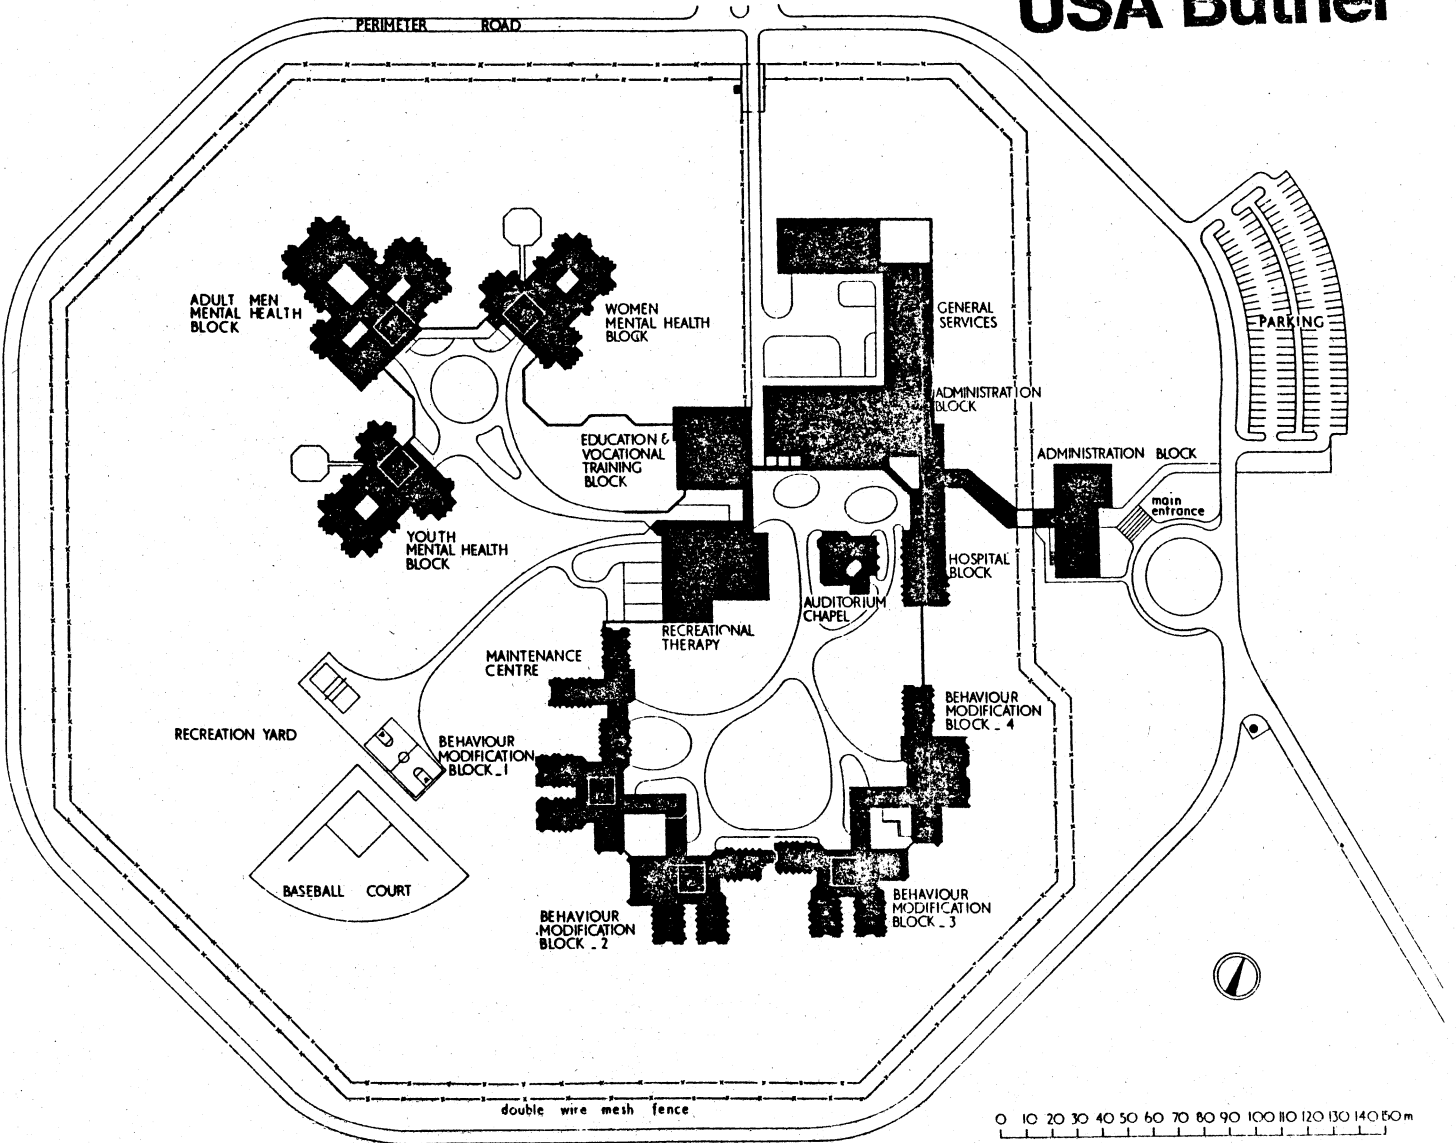 USA Butner
PERIMETER ROAD
ADULT MEN
MENTAL HEALTH
BLOCK
WOMEN
MENTAL HEALTH
BLOCK
GENERAL
SERVICES
PARKING
ADMINISTRATION
BLOCK
EDUCATION &
VOCATIONAL
TRAINING
BLOCK
ADMINISTRATION BLOCK
main
entrance
YOUTH
MENTAL HEALTH
BLOCK
HOSPITAL
BLOCK
AUDITORIUM
CHAPEL
RECREATIONAL
THERAPY
MAINTENANCE
CENTRE
BEHAVIOUR
MODIFICATION
BLOCK _ 4
RECREATION YARD
BEHAVIOUR
MODIFICATION
BLOCK _ 1
BASEBALL COURT
BEHAVIOUR
MODIFICATION
BLOCK _ 3
BEHAVIOUR
MODIFICATION
BLOCK _ 2
double wire mesh fence
0 10 20 30 40 50 60 70 80 90 100 110 120 130 140 150 m